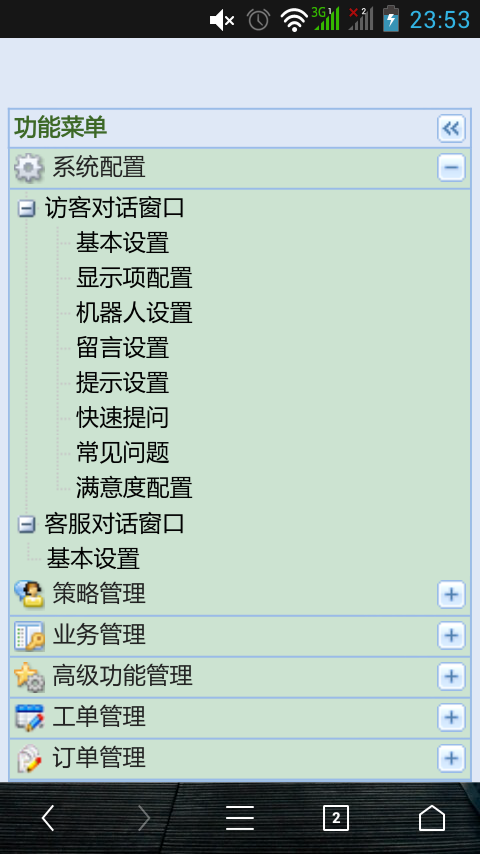 3G 1 2 23:53
功能菜单
系统配置
访客对话窗口
基本设置
显示项配置
机器人设置
留言设置
提示设置
快速提问
常见问题
满意度配置
客服对话窗口
基本设置
策略管理
业务管理
高级功能管理
工单管理
订单管理
2